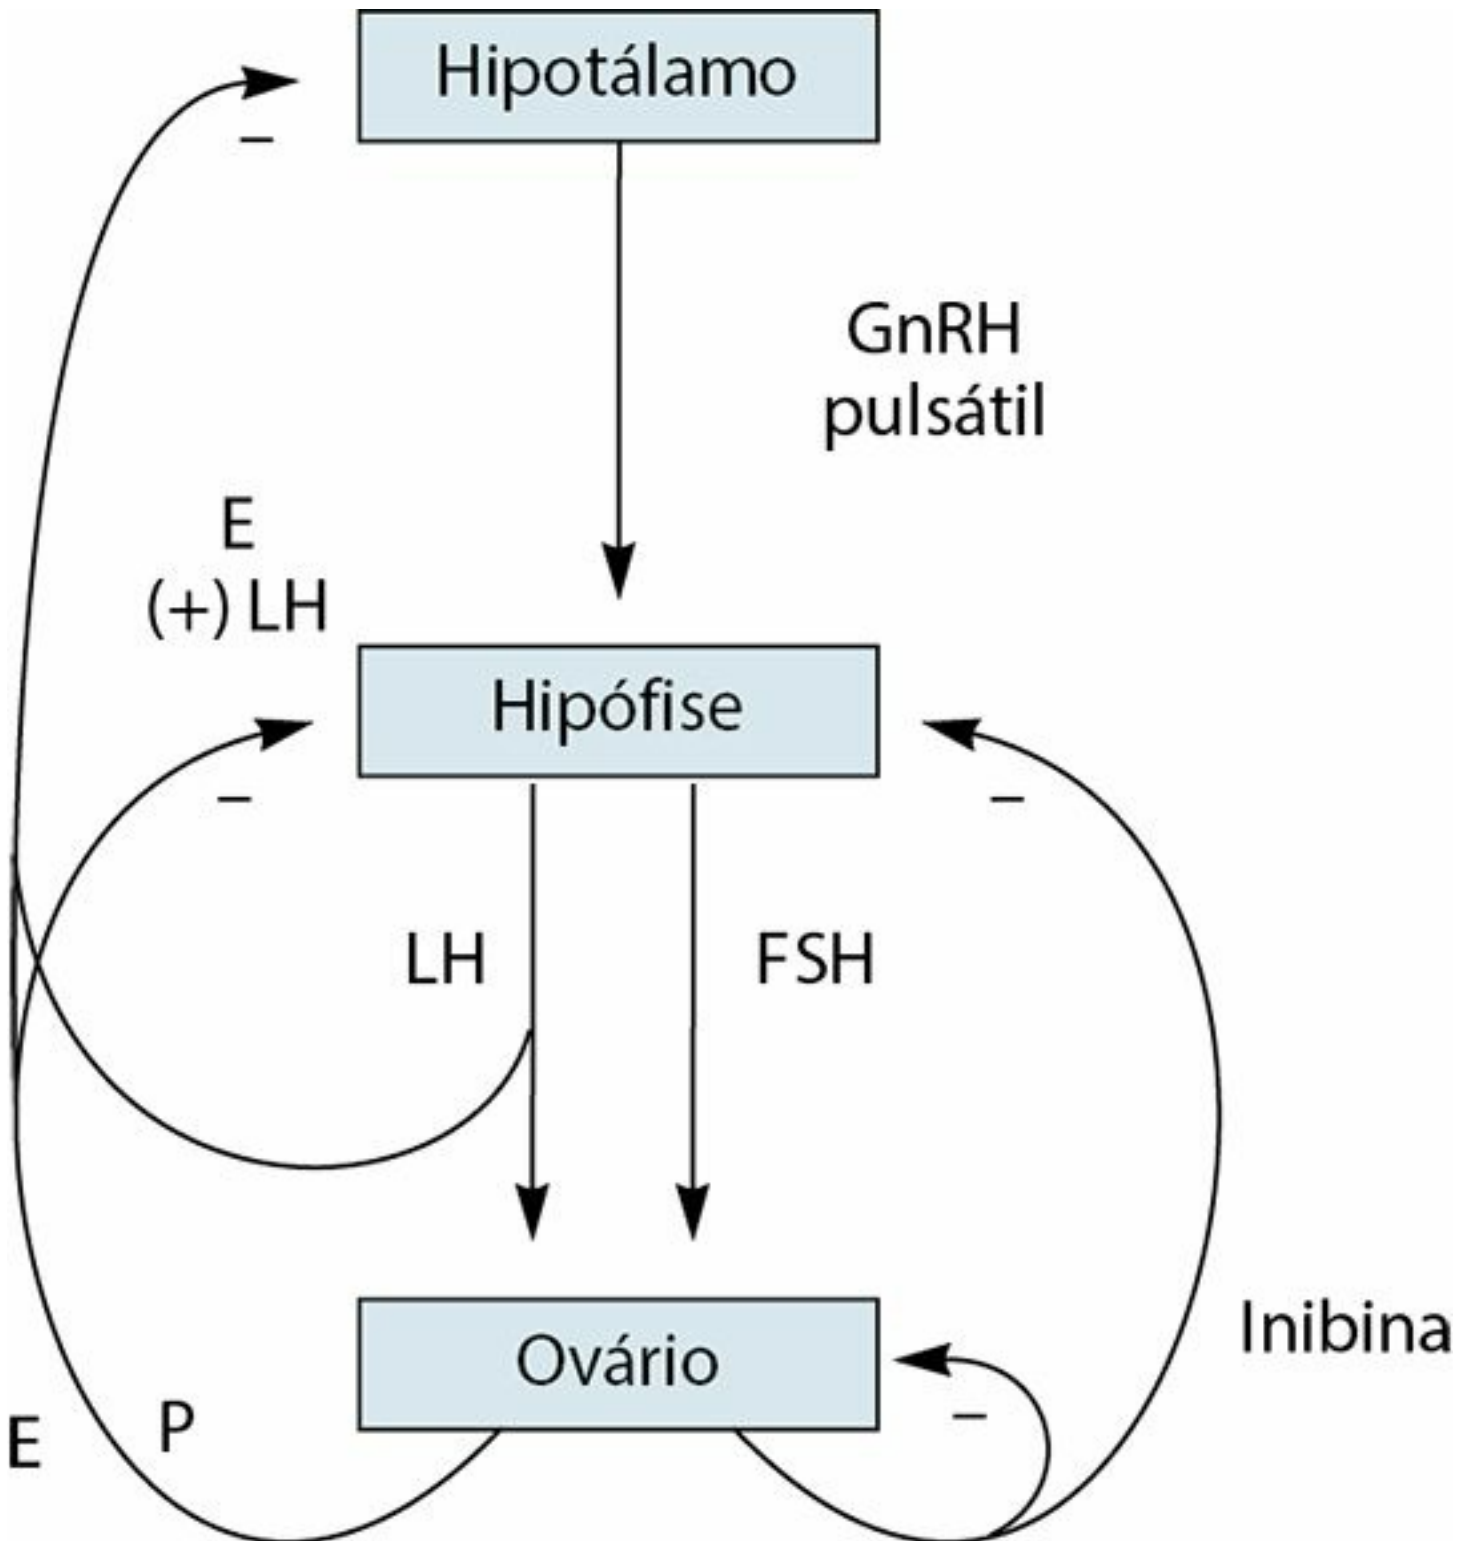 Hipotálamo
–
GnRH
pulsátil
E
(+) LH
Hipófise
–
–
LH
FSH
Inibina
Ovário
–
P
E